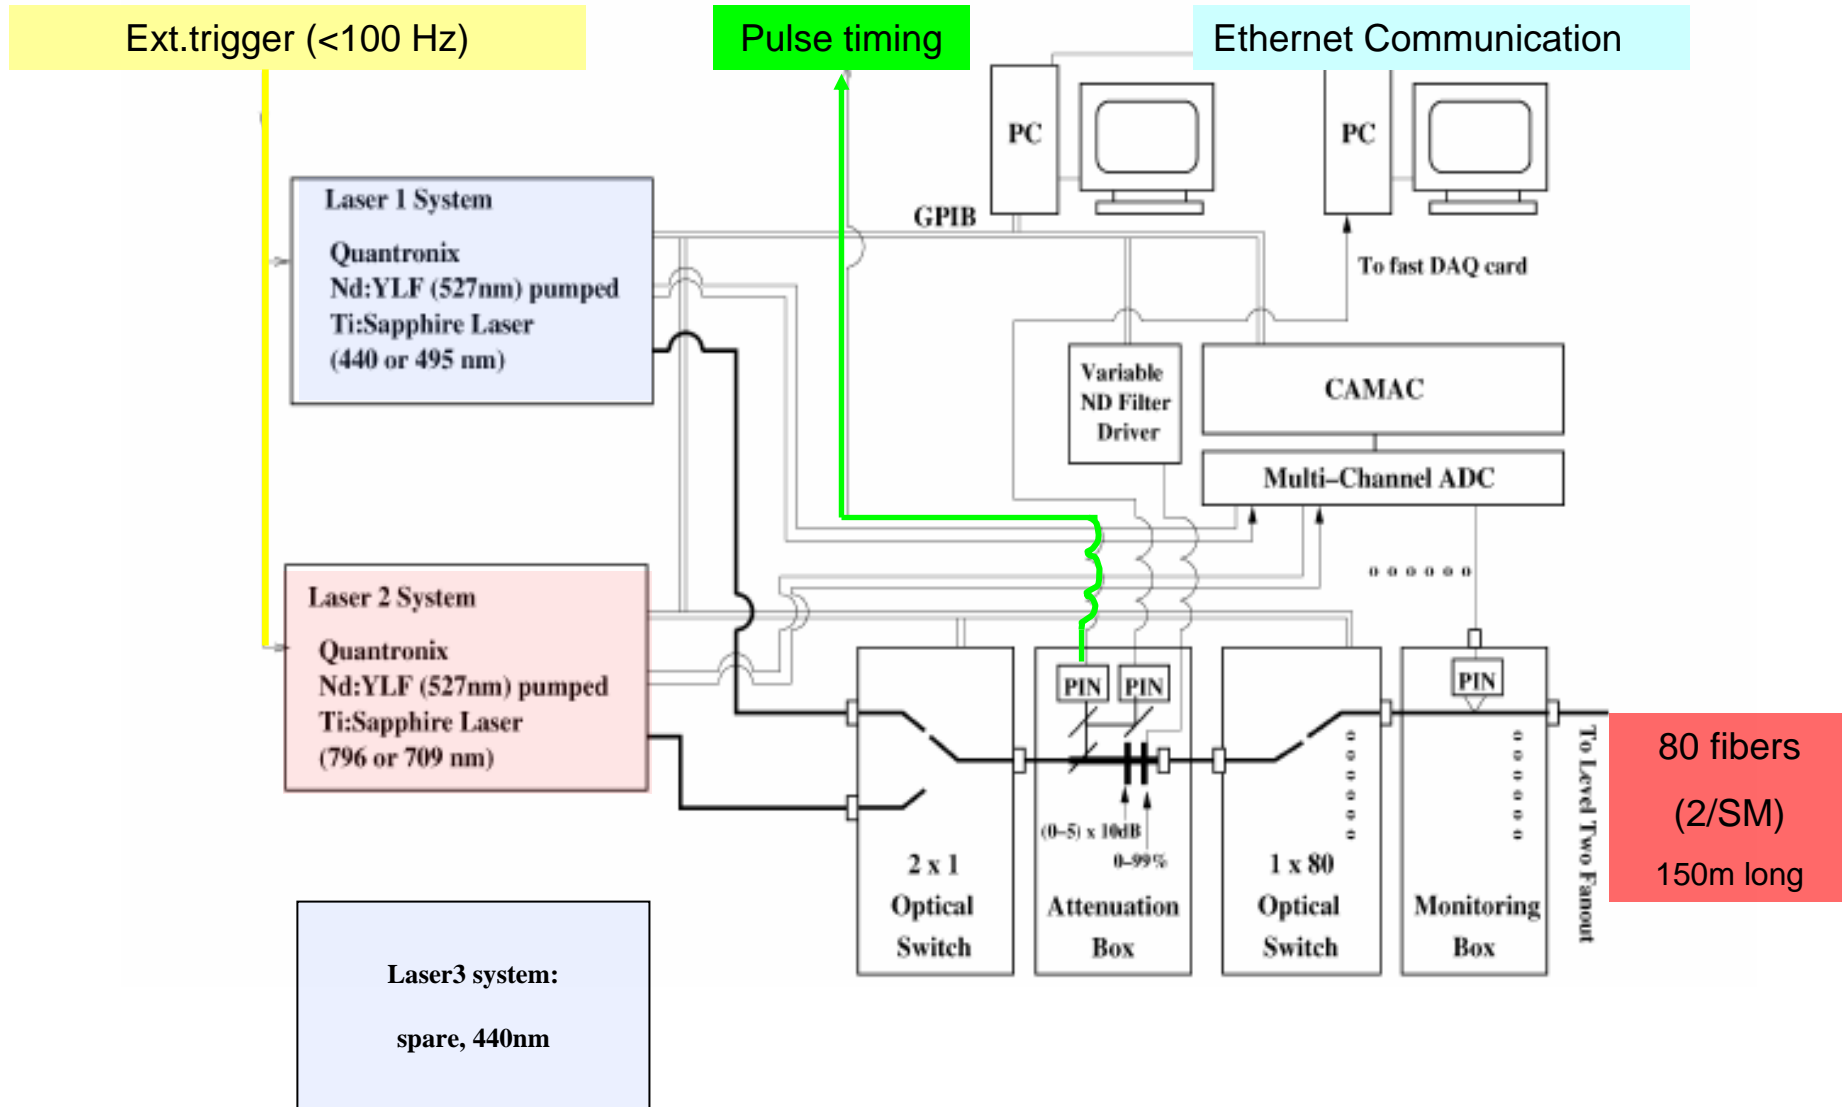 Ext.trigger (<100 Hz)
Pulse timing
Ethernet Communication
PC
PC
Laser 1 System
Quantronix
Nd:YLF (527nm) pumped
Ti:Sapphire Laser
(440 or 495 nm)
GPIB
To fast DAQ card
Variable
ND Filter
Driver
CAMAC
Multi-Channel ADC
Laser 2 System
Quantronix
Nd:YLF (527nm) pumped
Ti:Sapphire Laser
(796 or 709 nm)
PIN
PIN
PIN
(0-5) x 10dB
0-99%
2 x 1
Optical
Switch
Attenuation
Box
1 x 80
Optical
Switch
Monitoring
Box
To Level Two Fanout
80 fibers
(2/SM)
150m long
Laser3 system:
spare, 440nm